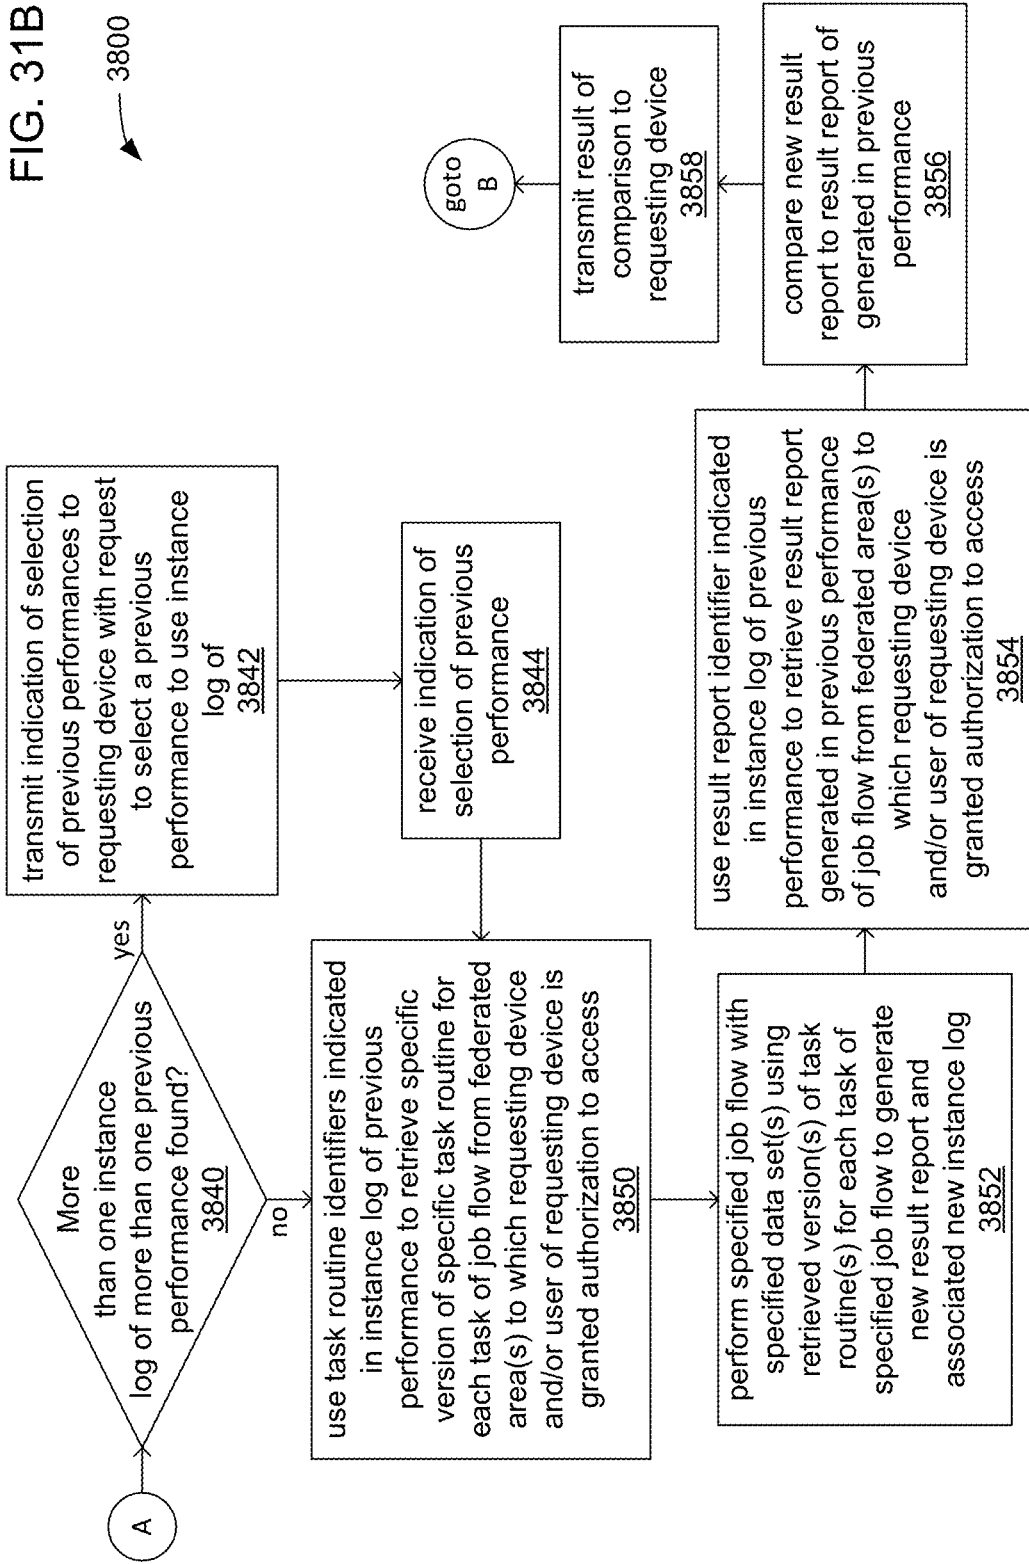 FIG. 31B
3800
A
More
than one instance
log of more than one previous
performance found?
3840
yes
no
transmit indication of selection
of previous performances to
requesting device with request
to select a previous
performance to use instance
log of
3842
receive indication of
selection of previous
performance
3844
use task routine identifiers indicated
in instance log of previous
performance to retrieve specific
version of specific task routine for
each task of job flow from federated
area(s) to which requesting device
and/or user of requesting device is
granted authorization to access
3850
perform specified job flow with
specified data set(s) using
retrieved version(s) of task
routine(s) for each task of
specified job flow to generate
new result report and
associated new instance log
3852
use result report identifier indicated
in instance log of previous
performance to retrieve result report
generated in previous performance
of job flow from federated area(s) to
which requesting device
and/or user of requesting device is
granted authorization to access
3854
compare new result
report to result report of
generated in previous
performance
3856
transmit result of
comparison to
requesting device
3858
goto
B